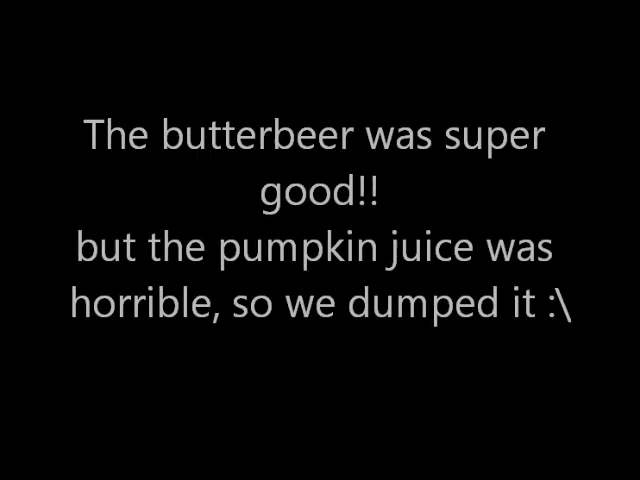 The butterbeer was super
good!!
but the pumpkin juice was
horrible, so we dumped it :\